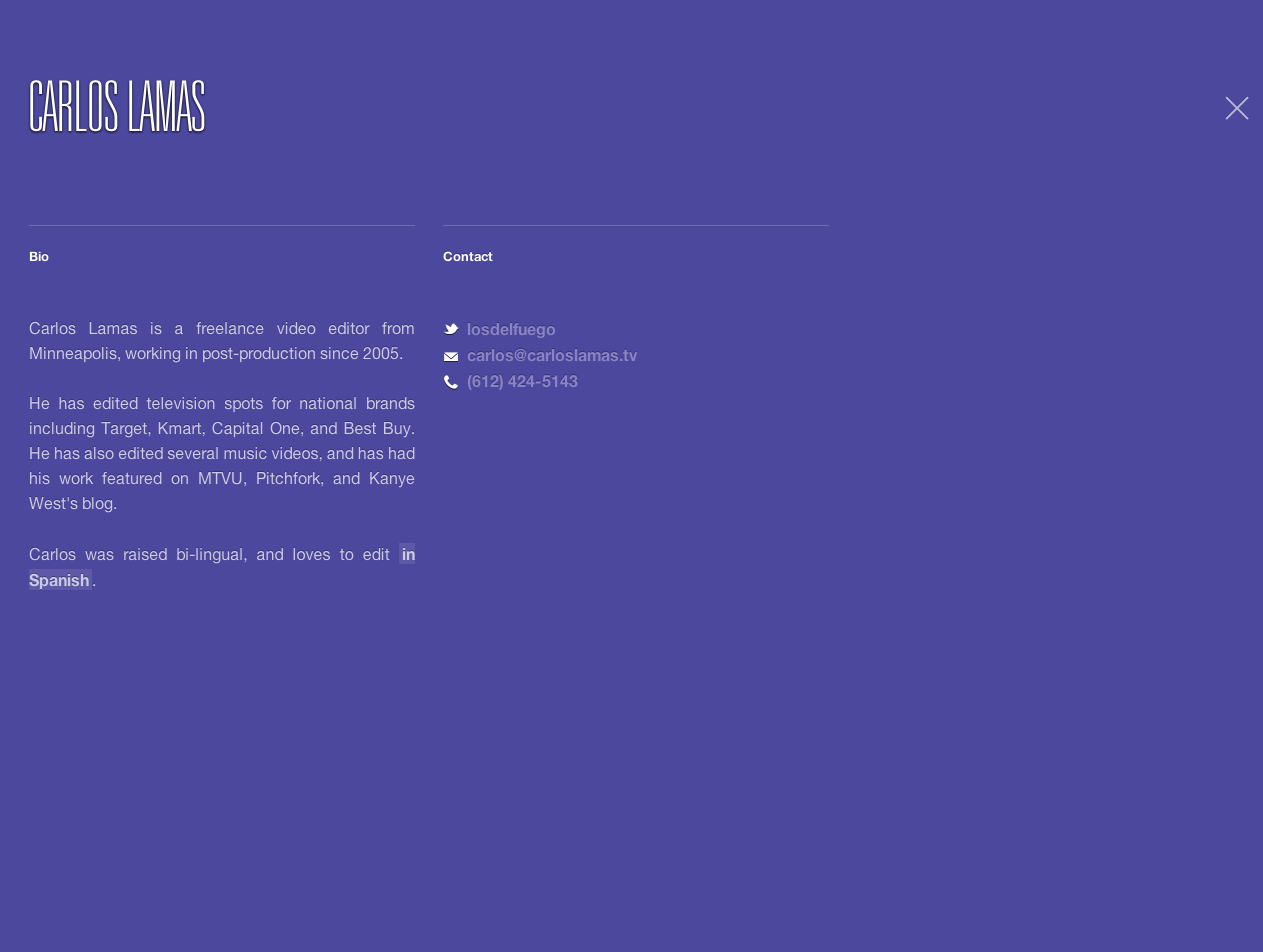 CARLOS LAMAS
Bio
Carlos Lamas is a freelance video editor from
Minneapolis, working in post-production since 2005.
He has edited television spots for national brands
including Target, Kmart, Capital One, and Best Buy.
He has also edited several music videos, and has had
his work featured on MTVU, Pitchfork, and Kanye
West's blog.
Carlos was raised bi-lingual, and loves to edit in
Spanish.
Contact
losdelfuego
carlos@carloslamas.tv
(612) 424-5143